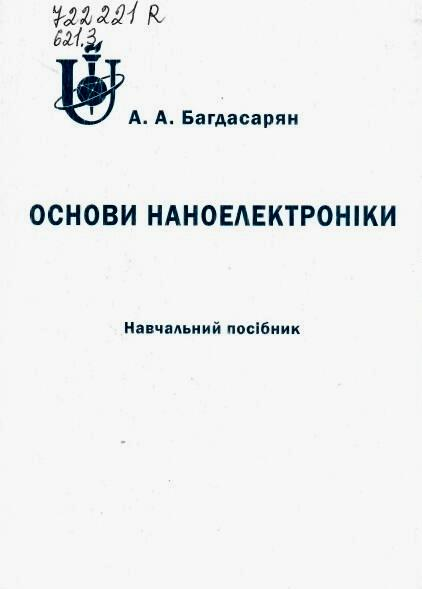 722221 R
621.3
А. А. Багдасарян
ОСНОВИ НАНОЕЛЕКТРОНІКИ
Навчальний посібник